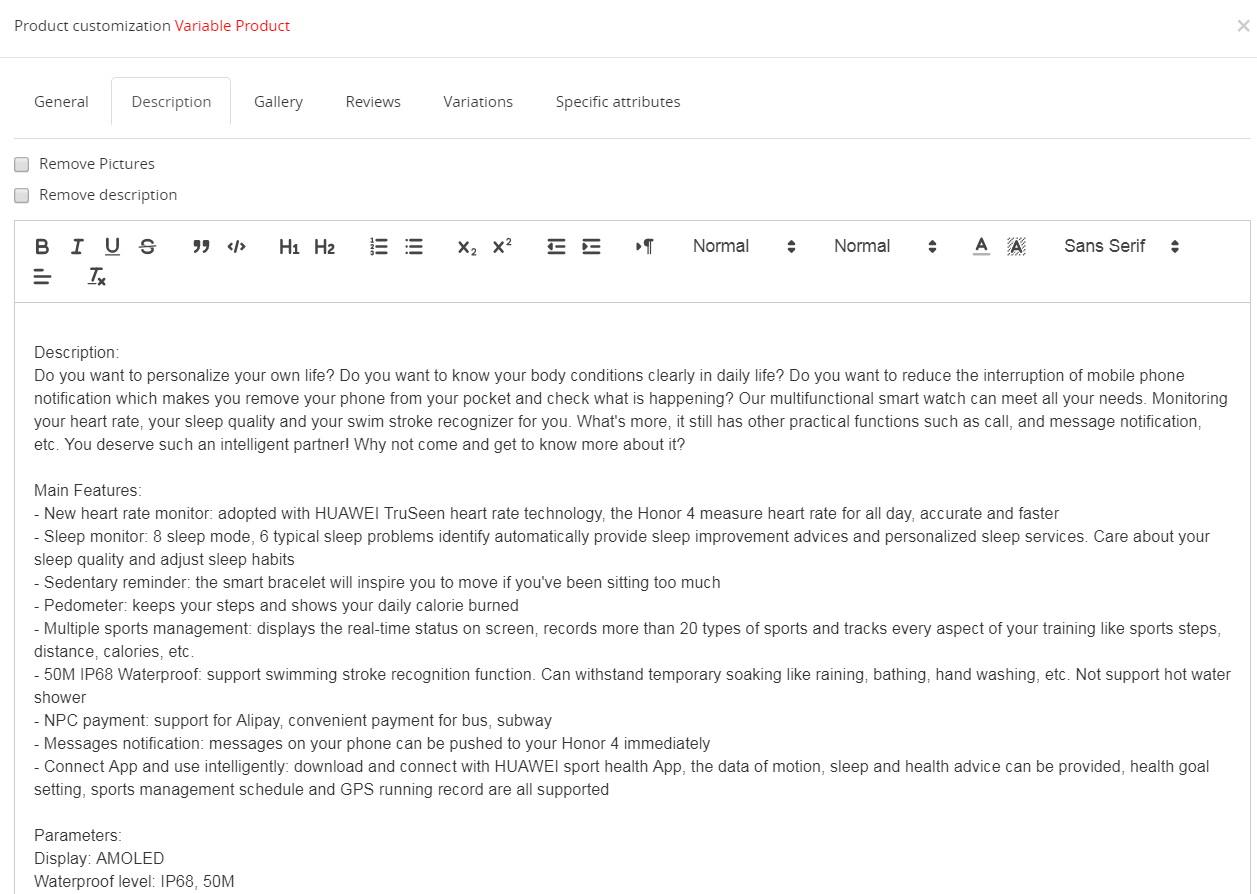 Product customization Variable Product
×
General Description Gallery Reviews Variations Specific attributes
Remove Pictures
Remove description
B I U S ” </> H1 H2 X2 X² ¶ Normal Normal A A Sans Serif
Tx
Description:
Do you want to personalize your own life? Do you want to know your body conditions clearly in daily life? Do you want to reduce the interruption of mobile phone
notification which makes you remove your phone from your pocket and check what is happening? Our multifunctional smart watch can meet all your needs. Monitoring
your heart rate, your sleep quality and your swim stroke recognizer for you. What's more, it still has other practical functions such as call, and message notification,
etc. You deserve such an intelligent partner! Why not come and get to know more about it?
Main Features:
- New heart rate monitor: adopted with HUAWEI TruSeen heart rate technology, the Honor 4 measure heart rate for all day, accurate and faster
- Sleep monitor: 8 sleep mode, 6 typical sleep problems identify automatically provide sleep improvement advices and personalized sleep services. Care about your
sleep quality and adjust sleep habits
- Sedentary reminder: the smart bracelet will inspire you to move if you've been sitting too much
- Pedometer: keeps your steps and shows your daily calorie burned
- Multiple sports management: displays the real-time status on screen, records more than 20 types of sports and tracks every aspect of your training like sports steps,
distance, calories, etc.
- 50M IP68 Waterproof: support swimming stroke recognition function. Can withstand temporary soaking like raining, bathing, hand washing, etc. Not support hot water
shower
- NPC payment: support for Alipay, convenient payment for bus, subway
- Messages notification: messages on your phone can be pushed to your Honor 4 immediately
- Connect App and use intelligently: download and connect with HUAWEI sport health App, the data of motion, sleep and health advice can be provided, health goal
setting, sports management schedule and GPS running record are all supported
Parameters:
Display: AMOLED
Waterproof level: IP68, 50M